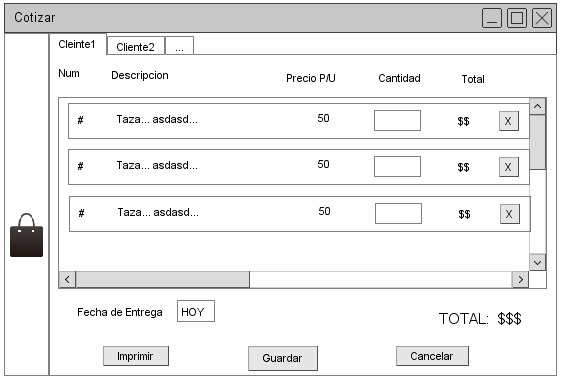 Cotizar
Cleinte1 Cliente2 ...
Num Descripcion Precio P/U Cantidad Total
# Taza... asdasd... 50 $$ X
# Taza... asdasd... 50 $$ X
# Taza... asdasd... 50 $$ X
Fecha de Entrega HOY
TOTAL: $$$
Imprimir Guardar Cancelar